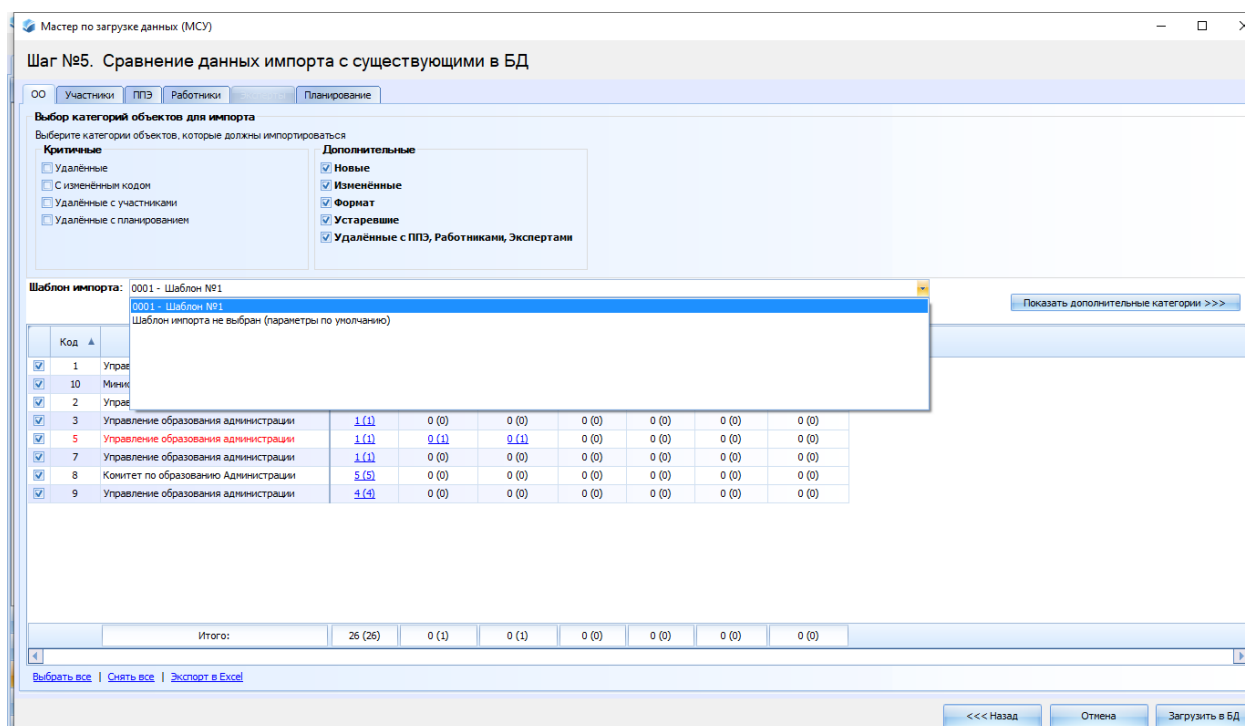 Мастер по загрузке данных (МСУ)
Шаг №5. Сравнение данных импорта с существующими в БД
ОО Участники ППЭ Работники Планирование
Выбор категорий объектов для импорта
Выберите категории объектов, которые должны импортироваться
Критичные Дополнительные
Удалённые Новые
С изменённым кодом Изменённые
Удалённые с участниками Формат
Удалённые с планированием Устаревшие
Удалённые с ППЭ, Работниками, Экспертами
Шаблон импорта: 0001 - Шаблон №1
0001 - Шаблон №1 Показать дополнительные категории >>>
Шаблон импорта не выбран (параметры по умолчанию)
Код
1 Управ
10 Минис
2 Управ
3 Управление образования администрации 1 (1) 0 (0) 0 (0) 0 (0) 0 (0) 0 (0) 0 (0)
5 Управление образования администрации 1 (1) 0 (1) 0 (1) 0 (0) 0 (0) 0 (0) 0 (0)
7 Управление образования администрации 1 (1) 0 (0) 0 (0) 0 (0) 0 (0) 0 (0) 0 (0)
8 Комитет по образованию Администрации 5 (5) 0 (0) 0 (0) 0 (0) 0 (0) 0 (0) 0 (0)
9 Управление образования администрации 4 (4) 0 (0) 0 (0) 0 (0) 0 (0) 0 (0) 0 (0)
Итого: 26 (26) 0 (1) 0 (1) 0 (0) 0 (0) 0 (0) 0 (0)
Выбрать все | Снять все | Экспорт в Excel
<<< Назад Отмена Загрузить в БД